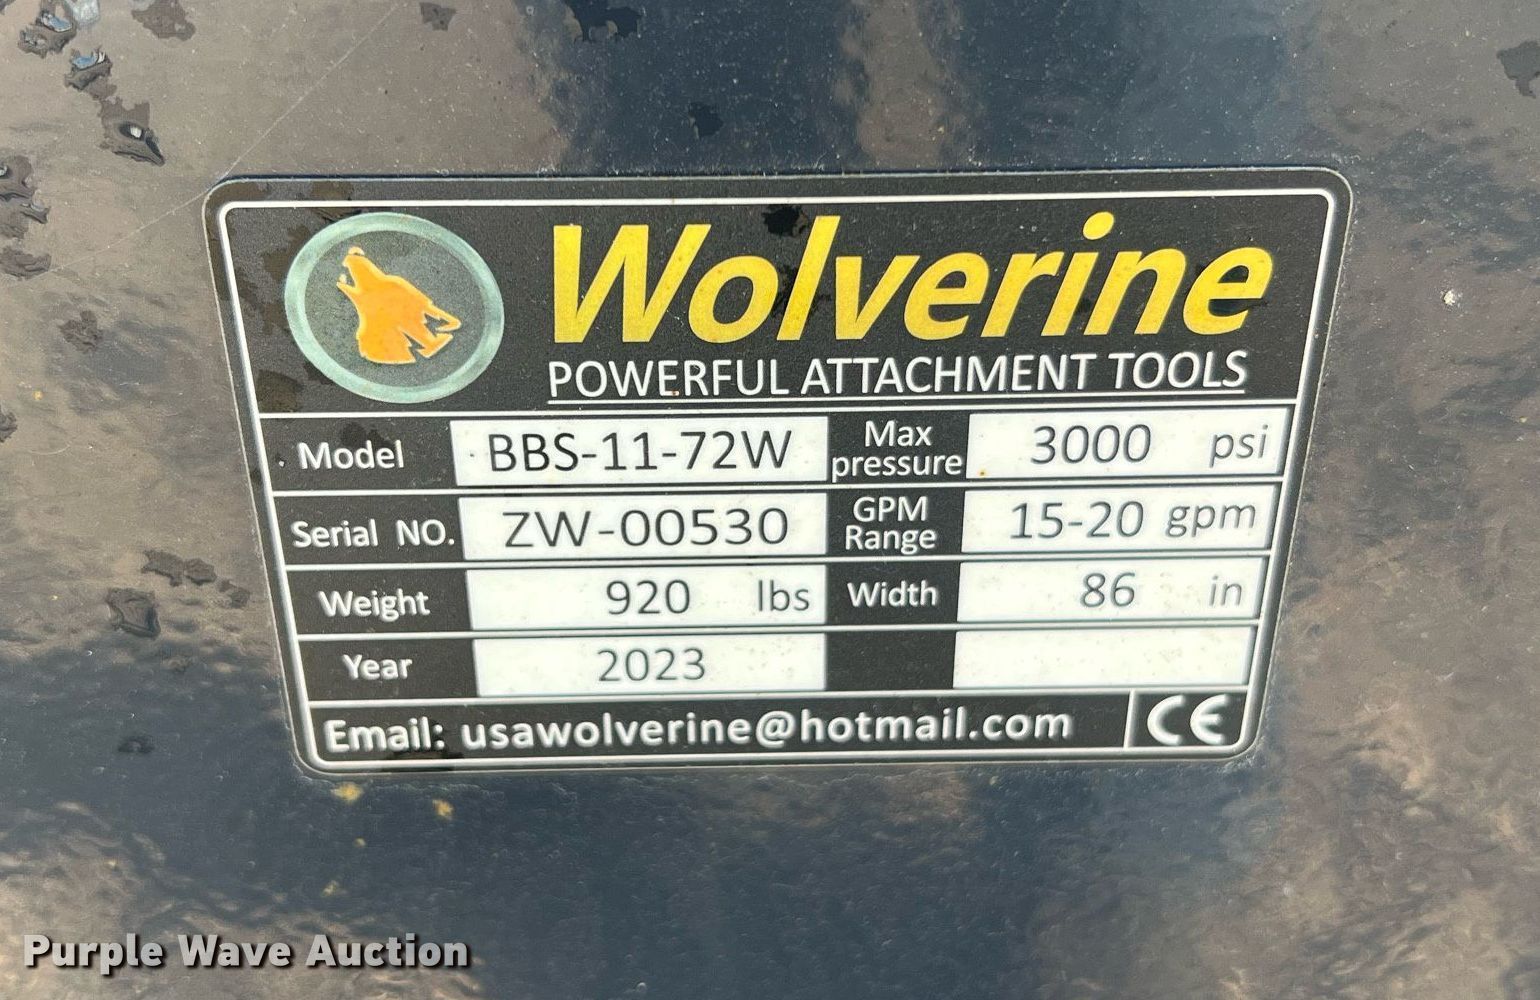 Wolverine
POWERFUL ATTACHMENT TOOLS
Model BBS-11-72W Max pressure 3000 psi
Serial NO. ZW-00530 GPM Range 15-20 gpm
Weight 920 lbs Width 86 in
Year 2023
Email: usawolverine@hotmail.com CE
Purple Wave Auction